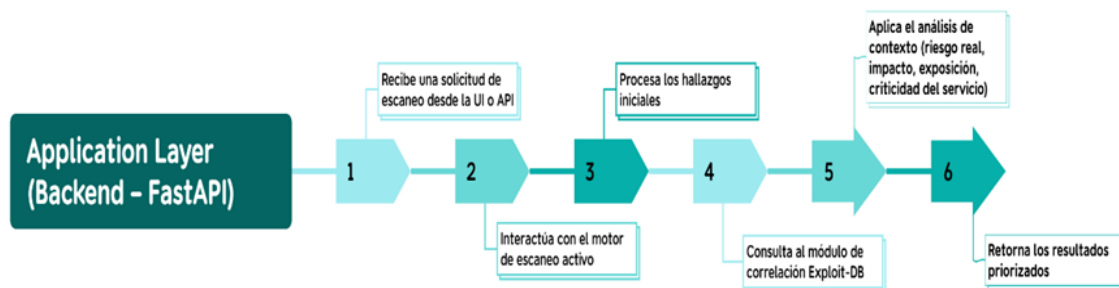 Application Layer
(Backend – FastAPI)
1
Recibe una solicitud de
escaneo desde la UI o API
2
Interactúa con el motor
de escaneo activo
3
Procesa los hallazgos
iniciales
4
Consulta al módulo de
correlación Exploit-DB
5
Aplica el análisis de
contexto (riesgo real,
impacto, exposición,
criticidad del servicio)
6
Retorna los resultados
priorizados